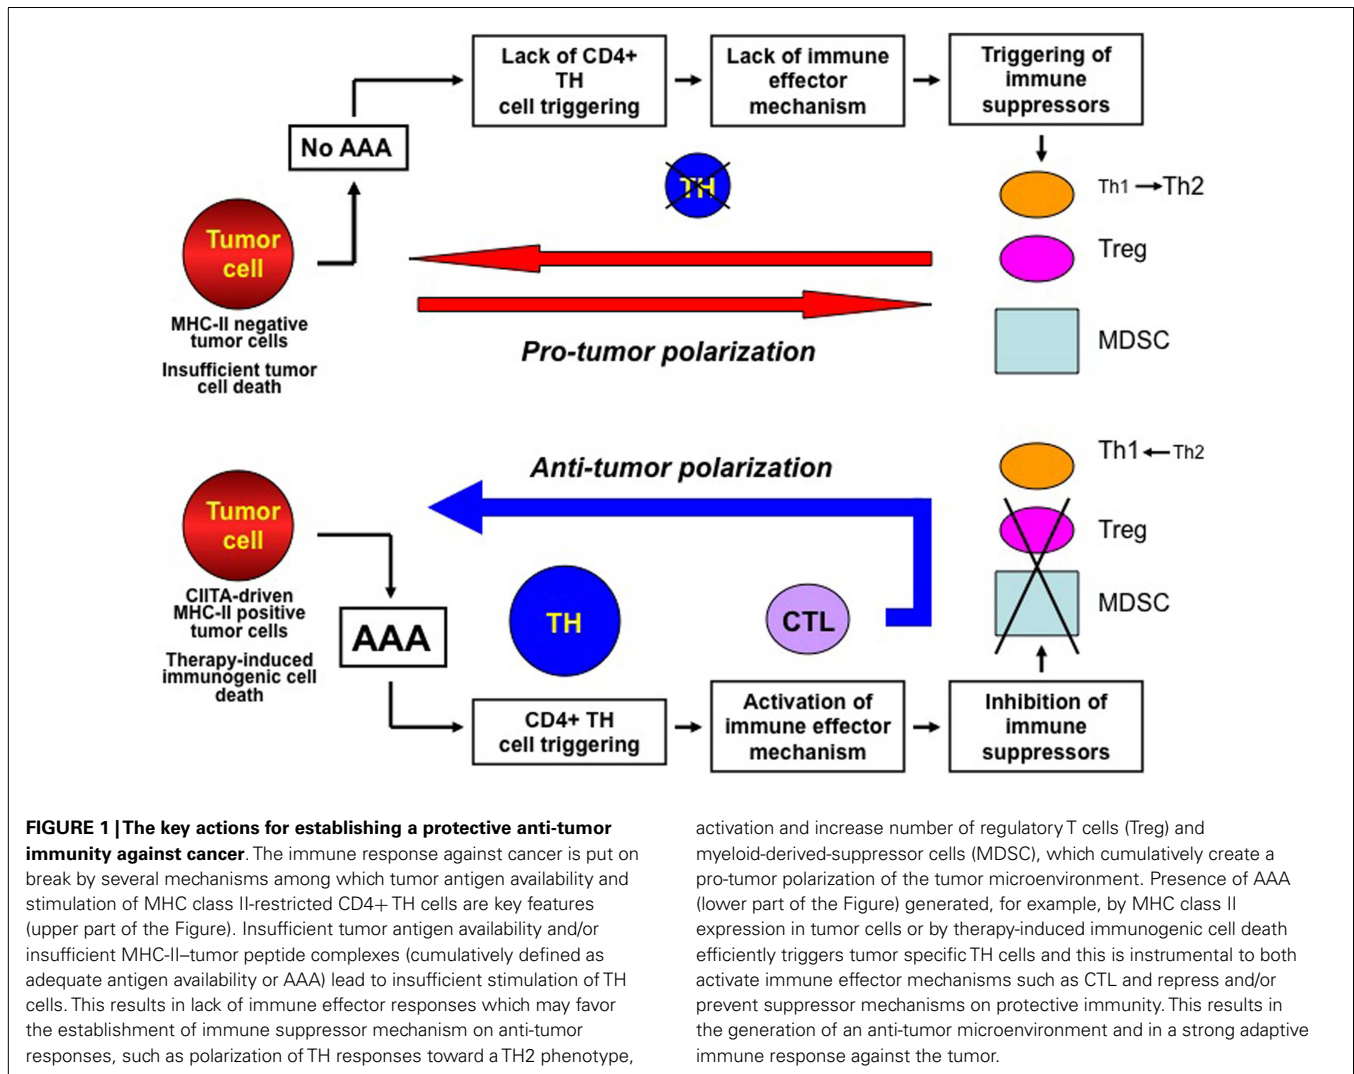 Lack of CD4+
TH
cell triggering
Lack of immune
effector
mechanism
Triggering of
immune
suppressors
No AAA
TH
Th1 Th2
Treg
MDSC
Tumor
cell
MHC-II negative
tumor cells
Insufficient tumor
cell death
Pro-tumor polarization
Anti-tumor polarization
Th1 Th2
Treg
MDSC
Tumor
cell
CIITA-driven
MHC-II positive
tumor cells
Therapy-induced
immunogenic cell
death
AAA
TH
CTL
CD4+ TH
cell triggering
Activation of
immune effector
mechanism
Inhibition of
immune
suppressors
FIGURE 1 | The key actions for establishing a protective anti-tumor
immunity against cancer. The immune response against cancer is put on
break by several mechanisms among which tumor antigen availability and
stimulation of MHC class II-restricted CD4+ TH cells are key features
(upper part of the Figure). Insufficient tumor antigen availability and/or
insufficient MHC-II–tumor peptide complexes (cumulatively defined as
adequate antigen availability or AAA) lead to insufficient stimulation of TH
cells. This results in lack of immune effector responses which may favor
the establishment of immune suppressor mechanism on anti-tumor
responses, such as polarization of TH responses toward a TH2 phenotype,
activation and increase number of regulatory T cells (Treg) and
myeloid-derived-suppressor cells (MDSC), which cumulatively create a
pro-tumor polarization of the tumor microenvironment. Presence of AAA
(lower part of the Figure) generated, for example, by MHC class II
expression in tumor cells or by therapy-induced immunogenic cell death
efficiently triggers tumor specific TH cells and this is instrumental to both
activate immune effector mechanisms such as CTL and repress and/or
prevent suppressor mechanisms on protective immunity. This results in
the generation of an anti-tumor microenvironment and in a strong adaptive
immune response against the tumor.